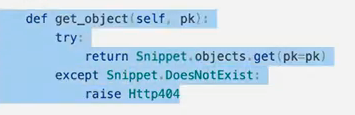 def get_object(self, pk):
    try:
        return Snippet.objects.get(pk=pk)
    except Snippet.DoesNotExist:
        raise Http404